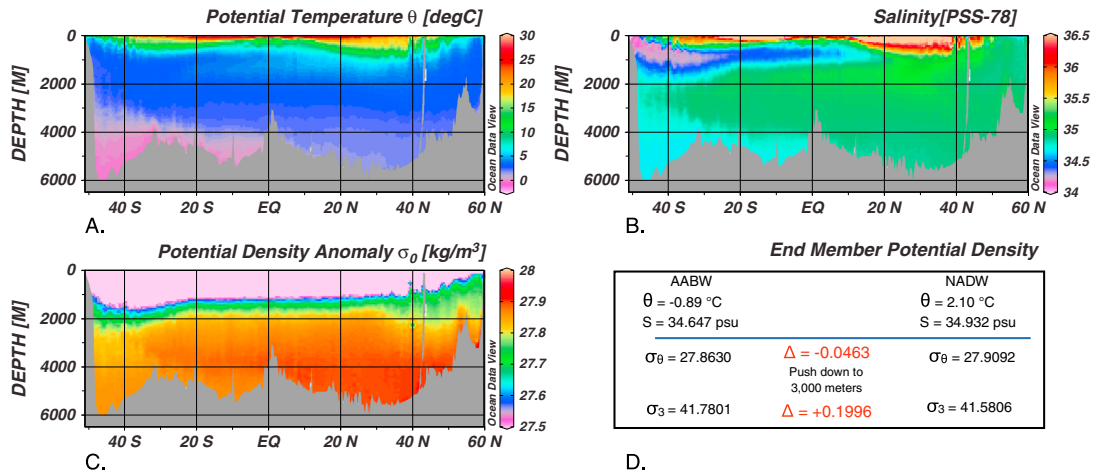 Potential Temperature θ [degC]
0
2000
4000
6000
DEPTH [M]
40 S 20 S EQ 20 N 40 N 60 N
30
25
20
15
10
5
0
-2
Ocean Data View
A.
Salinity[PSS-78]
0
2000
4000
6000
DEPTH [M]
40 S 20 S EQ 20 N 40 N 60 N
36.5
36
35.5
35
34.5
34
Ocean Data View
B.
Potential Density Anomaly σ0 [kg/m³]
0
2000
4000
6000
DEPTH [M]
40 S 20 S EQ 20 N 40 N 60 N
28
27.9
27.8
27.7
27.6
27.5
Ocean Data View
C.
End Member Potential Density
AABW NADW
θ = -0.89 °C θ = 2.10 °C
S = 34.647 psu S = 34.932 psu
σθ = 27.8630 Δ = -0.0463 σθ = 27.9092
Push down to
3,000 meters
σ3 = 41.7801 Δ = +0.1996 σ3 = 41.5806
D.